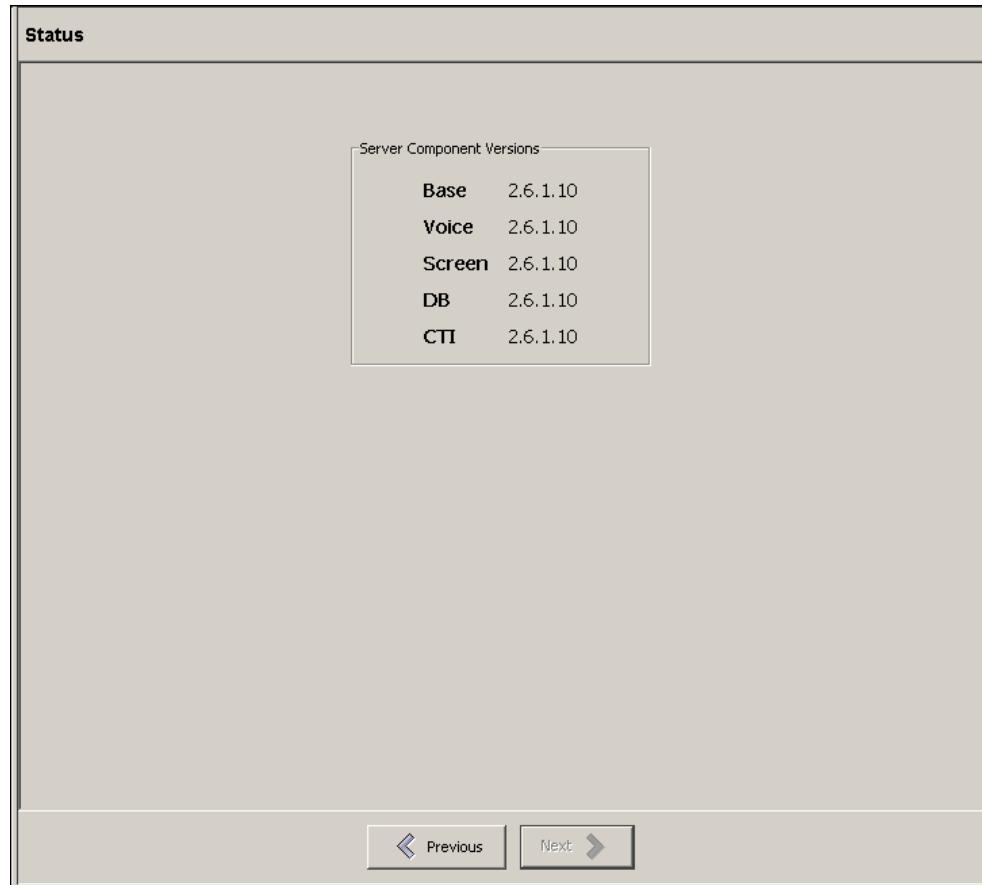 Status
Server Component Versions
Base 2.6.1.10
Voice 2.6.1.10
Screen 2.6.1.10
DB 2.6.1.10
CTI 2.6.1.10
Previous Next